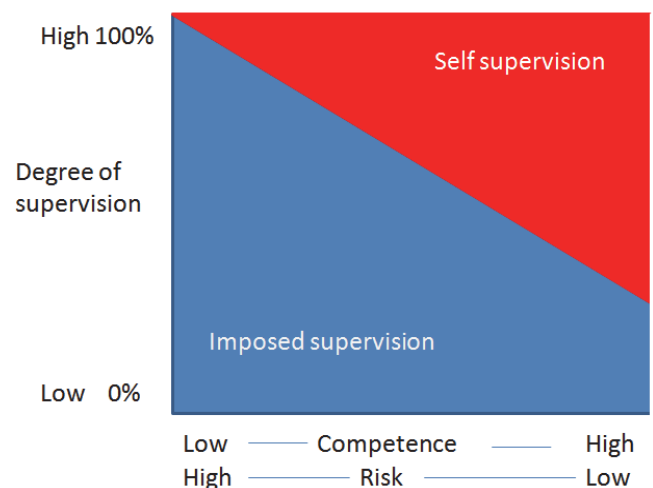 High 100%
Self supervision
Degree of
supervision
Imposed supervision
Low 0%
Low Competence High
High Risk Low